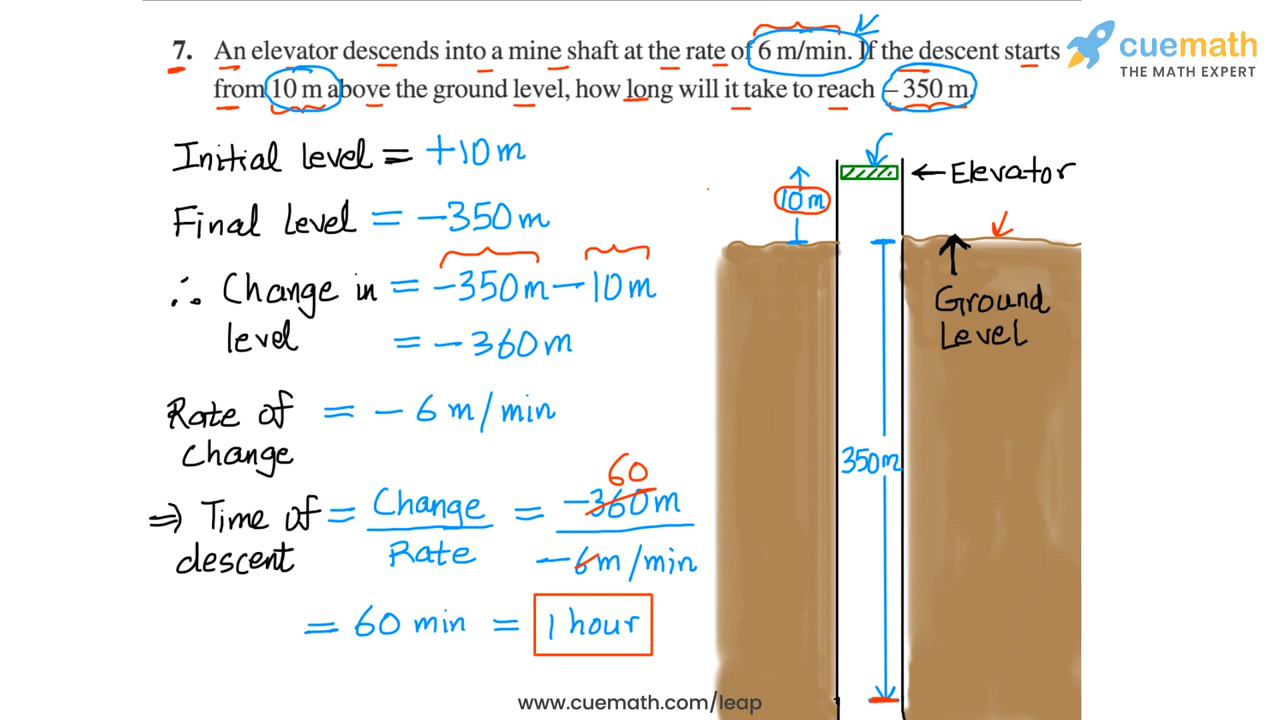 7. An elevator descends into a mine shaft at the rate of 6 m/min. If the descent starts
from 10 m above the ground level, how long will it take to reach – 350 m.
cuemath
THE MATH EXPERT
Initial level = +10m
Final level = -350m
∴ Change in level = -350m - 10m
= -360m
Rate of change = - 6 m/min
60
⇒ Time of descent = Change / Rate = -360m / -6m/min
= 60 min = 1 hour
10m
← Elevator
Ground
Level
350m
www.cuemath.com/leap